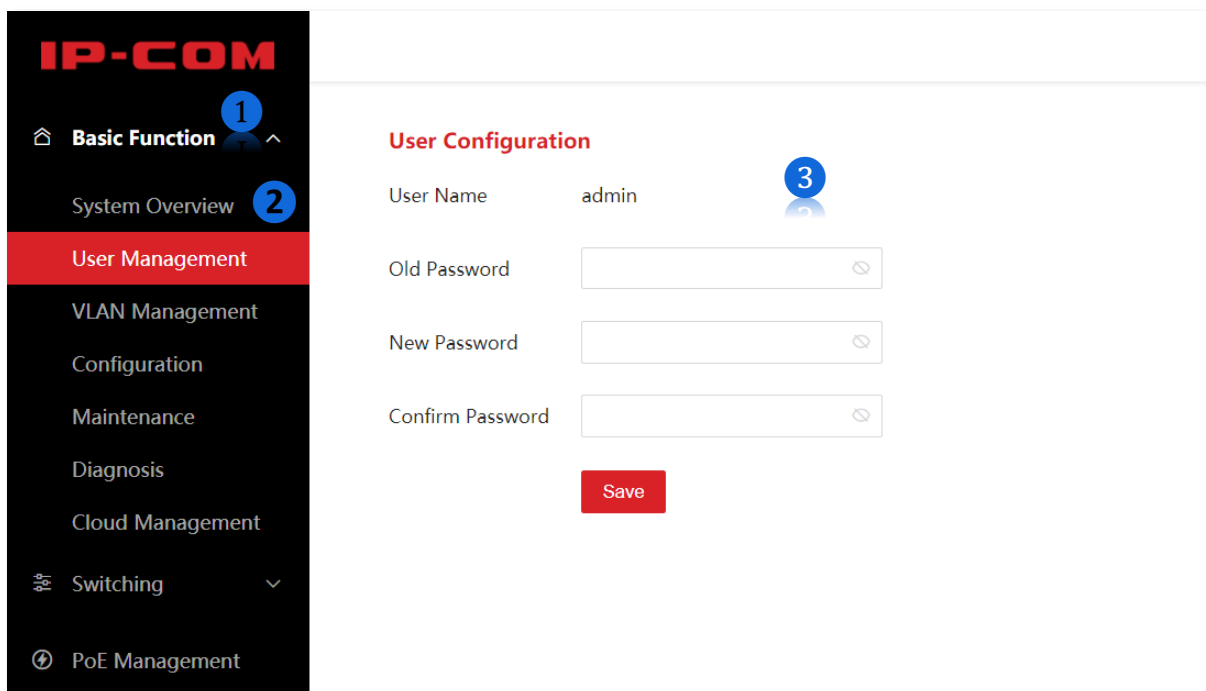 IP-COM
1
Basic Function
System Overview
2
User Management
VLAN Management
Configuration
Maintenance
Diagnosis
Cloud Management
Switching
PoE Management
User Configuration
3
User Name admin
Old Password
New Password
Confirm Password
Save